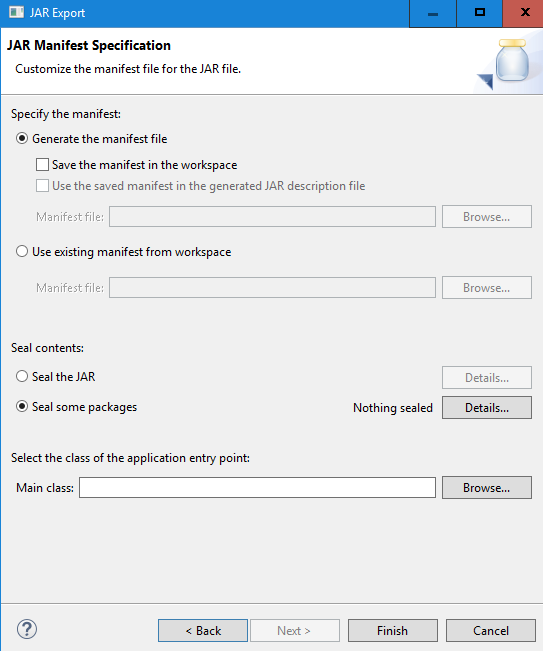 JAR Export
JAR Manifest Specification
Customize the manifest file for the JAR file.
Specify the manifest:
Generate the manifest file
Save the manifest in the workspace
Use the saved manifest in the generated JAR description file
Manifest file: Browse...
Use existing manifest from workspace
Manifest file: Browse...
Seal contents:
Seal the JAR Details...
Seal some packages Nothing sealed Details...
Select the class of the application entry point:
Main class: Browse...
? < Back Next > Finish Cancel